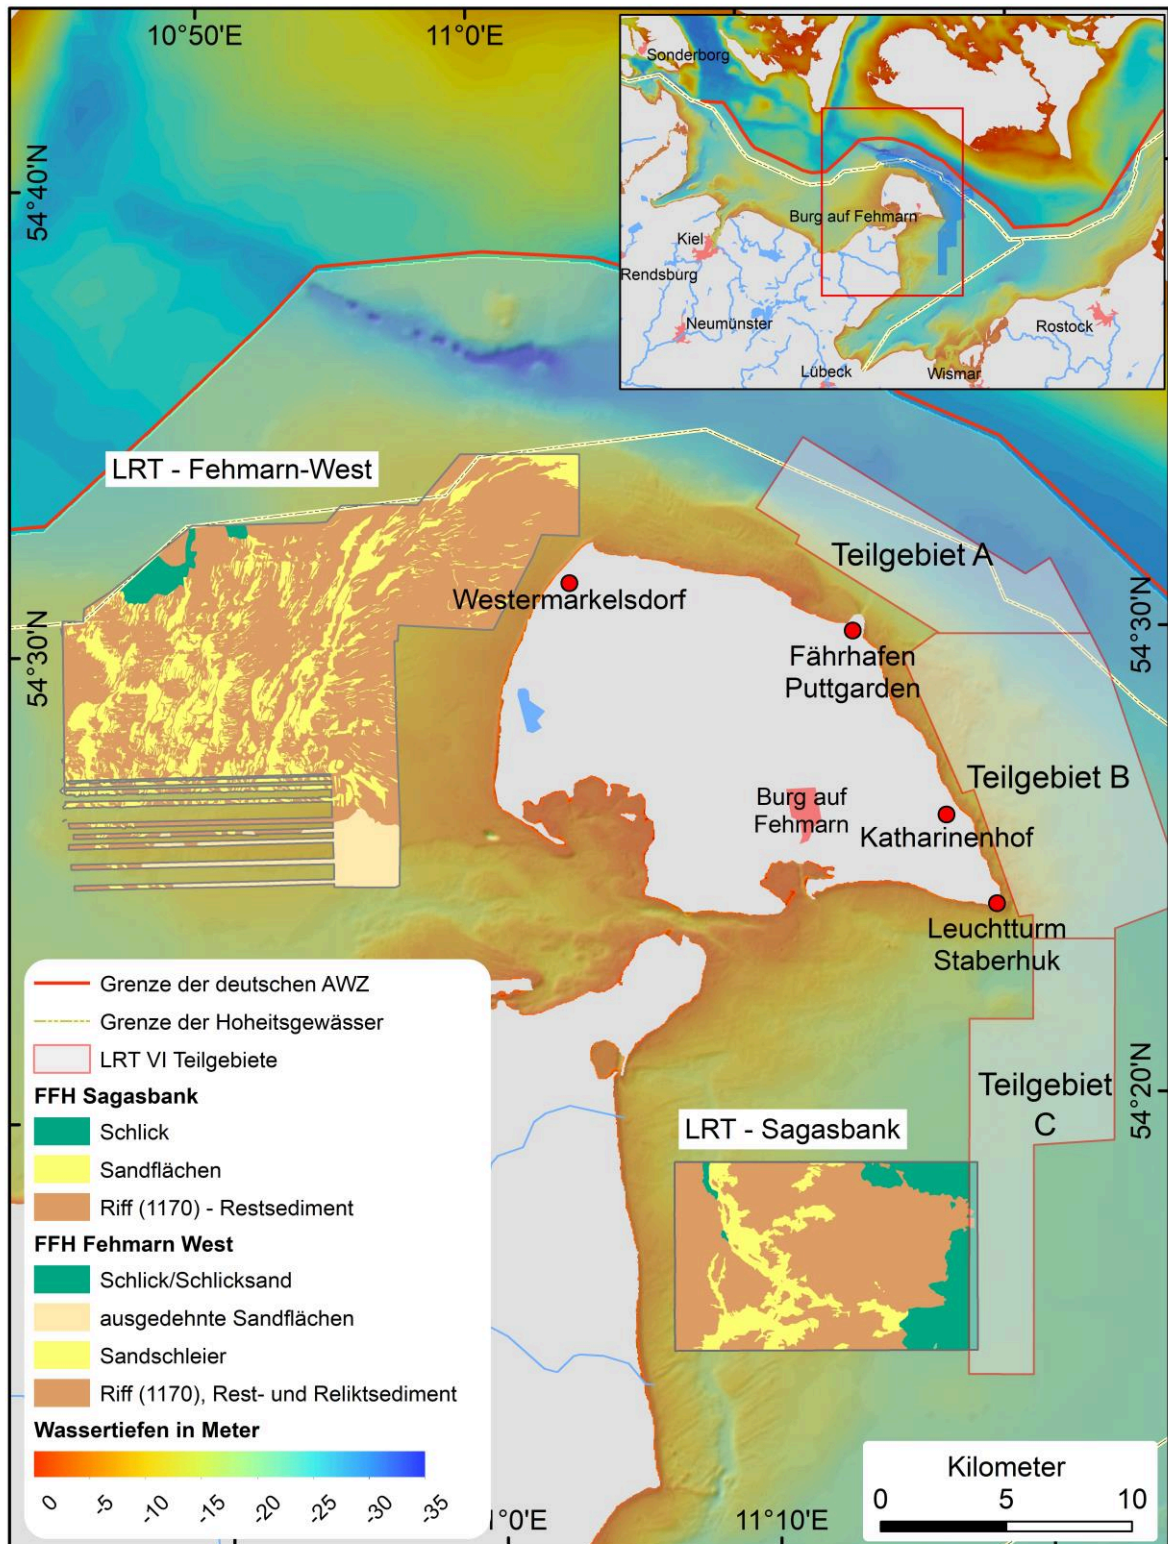 10°50'E
11°0'E
Sonderborg
Burg auf Fehmarn
Kiel
Rendsburg
Neumünster
Rostock
Lübeck
Wismar
54°40'N
LRT - Fehmarn-West
Teilgebiet A
Westermarkelsdorf
54°30'N
54°30'N
Fährhafen
Puttgarden
Teilgebiet B
Burg auf
Fehmarn
Katharinenhof
Leuchtturm
Staberhuk
Grenze der deutschen AWZ
Grenze der Hoheitsgewässer
LRT VI Teilgebiete
FFH Sagasbank
Schlick
Sandflächen
Riff (1170) - Restsediment
FFH Fehmarn West
Schlick/Schlicksand
ausgedehnte Sandflächen
Sandschleier
Riff (1170), Rest- und Reliktsediment
Wassertiefen in Meter
0 -5 -10 -15 -20 -25 -30 -35
Teilgebiet
C
54°20'N
LRT - Sagasbank
Kilometer
0 5 10
1°0'E
11°10'E